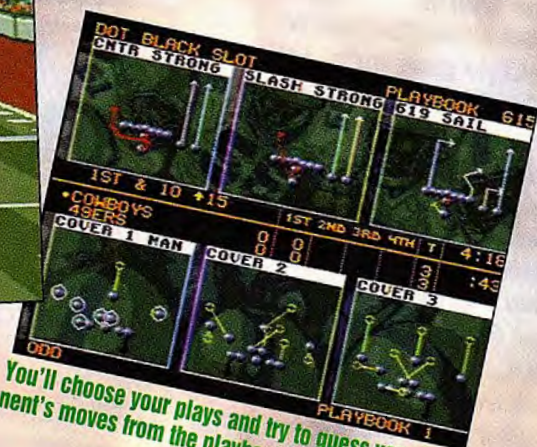 DOT BLACK SLOT
PLAYBOOK 615
CNTR STRONG
SLASH STRONG
619 SAIL
1ST & 10 ↑15
1ST 2ND 3RD 4TH T 4:18
•COWBOYS 0 0 3 :43
49ERS 0 0 3
COVER 1 MAN
COVER 2
COVER 3
ODD
PLAYBOOK 1
You'll choose your plays and try to guess
nent's moves from the playbo